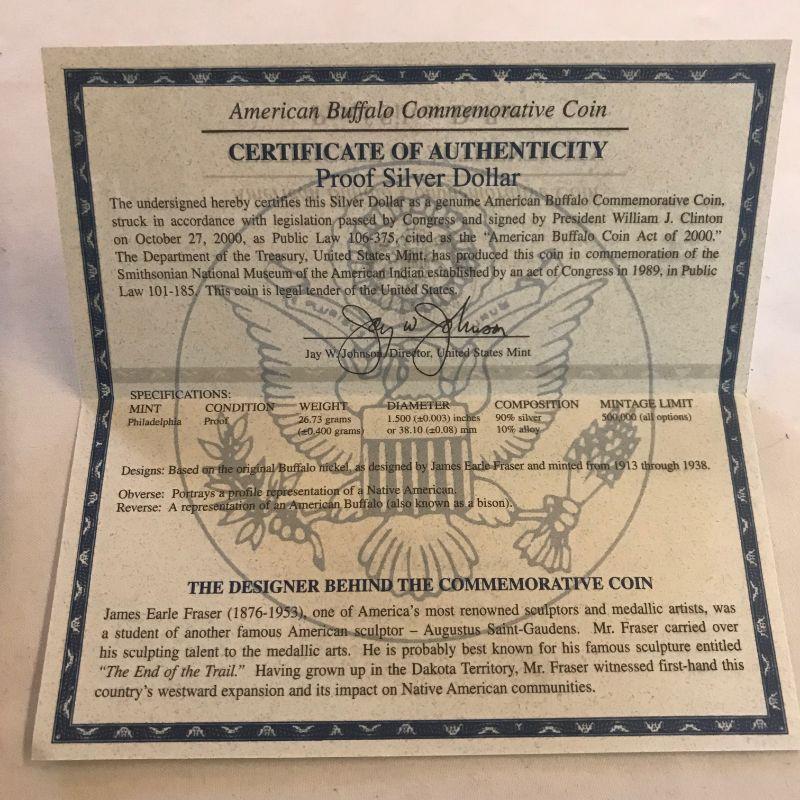 American Buffalo Commemorative Coin
CERTIFICATE OF AUTHENTICITY
Proof Silver Dollar
The undersigned hereby certifies this Silver Dollar as a genuine American Buffalo Commemorative Coin,
struck in accordance with legislation passed by Congress and signed by President William J. Clinton
on October 27, 2000, as Public Law 106-375, cited as the "American Buffalo Coin Act of 2000."
The Department of the Treasury, United States Mint, has produced this coin in commemoration of the
Smithsonian National Museum of the American Indian established by an act of Congress in 1989, in Public
Law 101-185. This coin is legal tender of the United States.
Jay W Johnson
Jay W. Johnson, Director, United States Mint
SPECIFICATIONS:
MINT CONDITION WEIGHT DIAMETER COMPOSITION MINTAGE LIMIT
Philadelphia Proof 26.73 grams 1.500 (±0.003) inches 90% silver 500,000 (all options)
(±0.400 grams) or 38.10 (±0.08) mm 10% alloy
Designs: Based on the original Buffalo nickel, as designed by James Earle Fraser and minted from 1913 through 1938.
Obverse: Portrays a profile representation of a Native American.
Reverse: A representation of an American Buffalo (also known as a bison).
THE DESIGNER BEHIND THE COMMEMORATIVE COIN
James Earle Fraser (1876-1953), one of America's most renowned sculptors and medallic artists, was
a student of another famous American sculptor – Augustus Saint-Gaudens. Mr. Fraser carried over
his sculpting talent to the medallic arts. He is probably best known for his famous sculpture entitled
"The End of the Trail." Having grown up in the Dakota Territory, Mr. Fraser witnessed first-hand this
country's westward expansion and its impact on Native American communities.